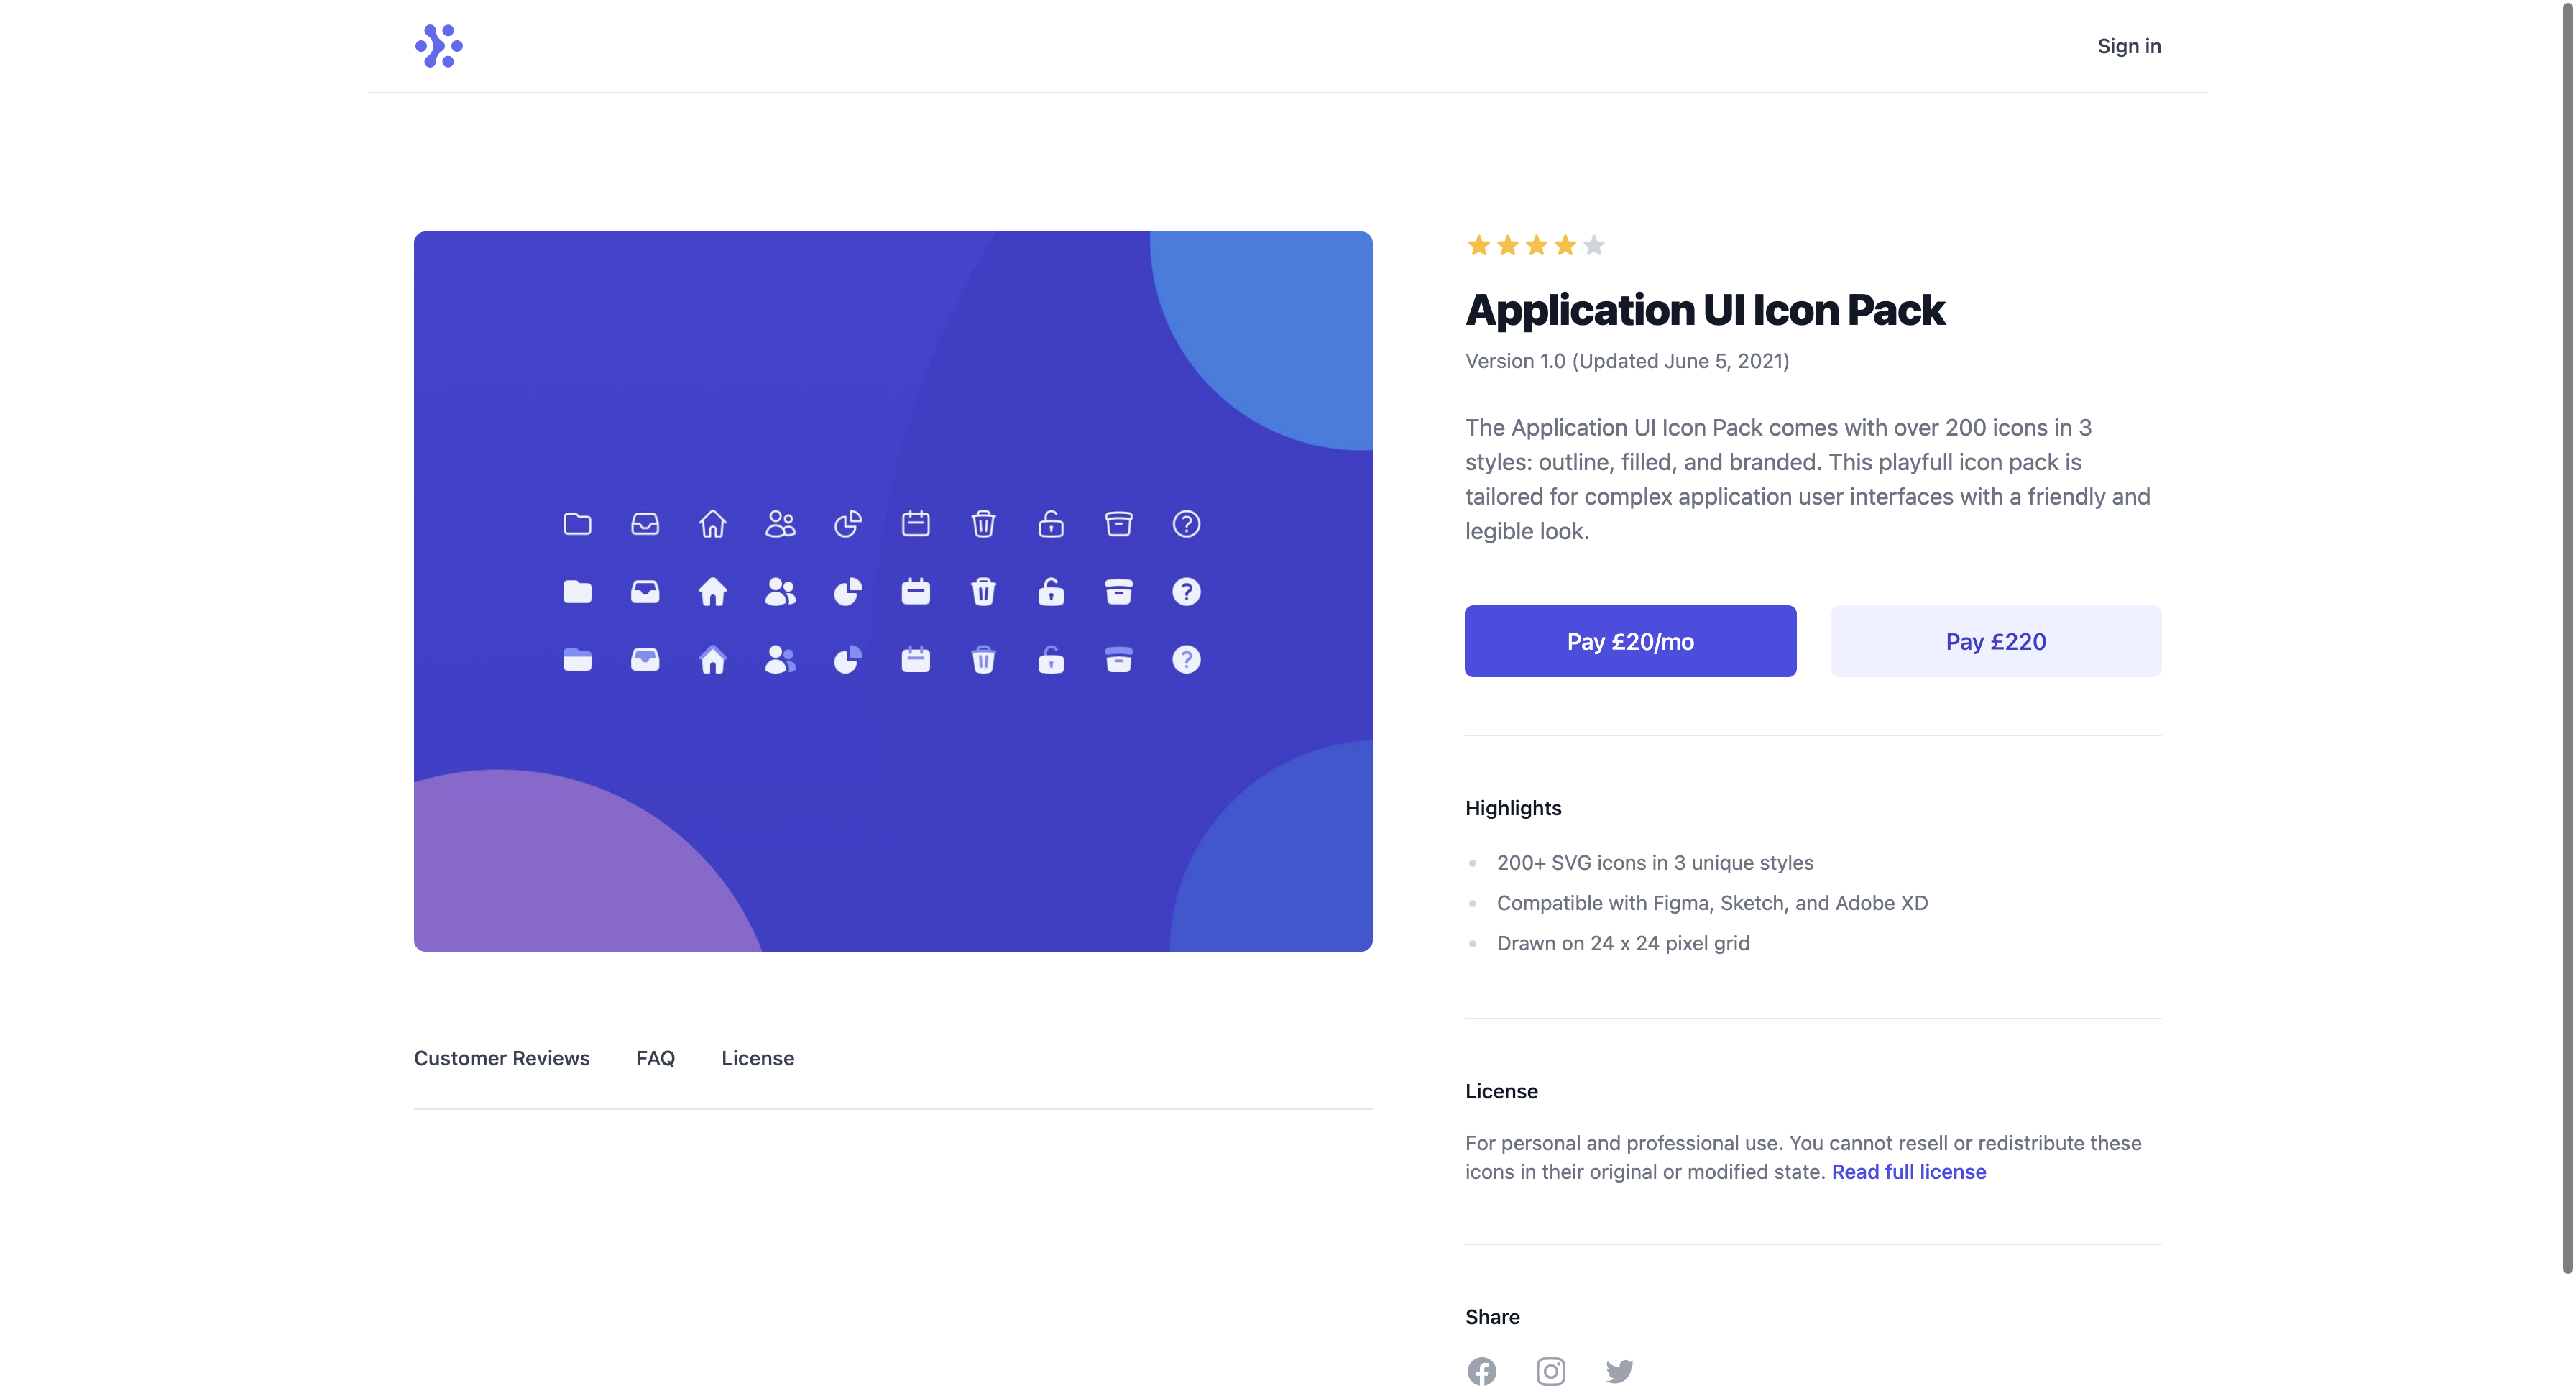 Sign in
Application UI Icon Pack
Version 1.0 (Updated June 5, 2021)
The Application UI Icon Pack comes with over 200 icons in 3
styles: outline, filled, and branded. This playfull icon pack is
tailored for complex application user interfaces with a friendly and
legible look.
Pay £20/mo
Pay £220
Highlights
200+ SVG icons in 3 unique styles
Compatible with Figma, Sketch, and Adobe XD
Drawn on 24 x 24 pixel grid
Customer Reviews
FAQ
License
License
For personal and professional use. You cannot resell or redistribute these
icons in their original or modified state. Read full license
Share